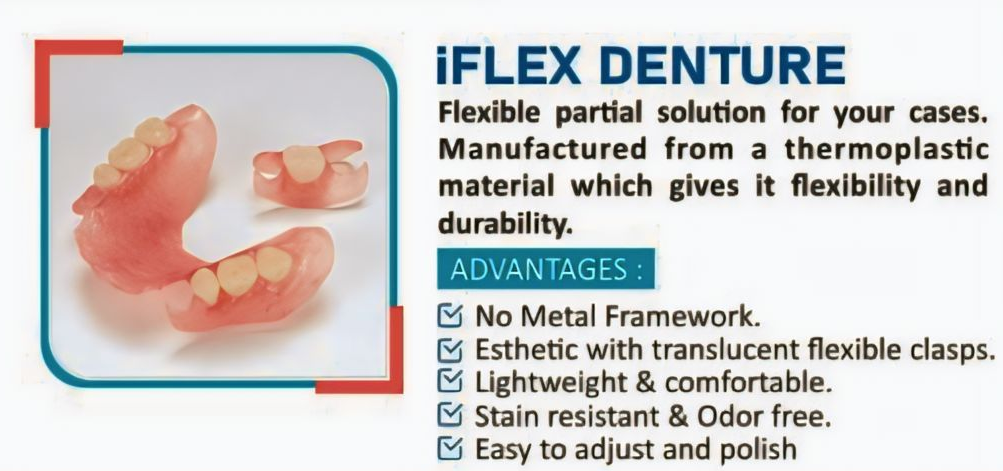 iFLEX DENTURE
Flexible partial solution for your cases.
Manufactured from a thermoplastic
material which gives it flexibility and
durability.
ADVANTAGES :
No Metal Framework.
Esthetic with translucent flexible clasps.
Lightweight & comfortable.
Stain resistant & Odor free.
Easy to adjust and polish